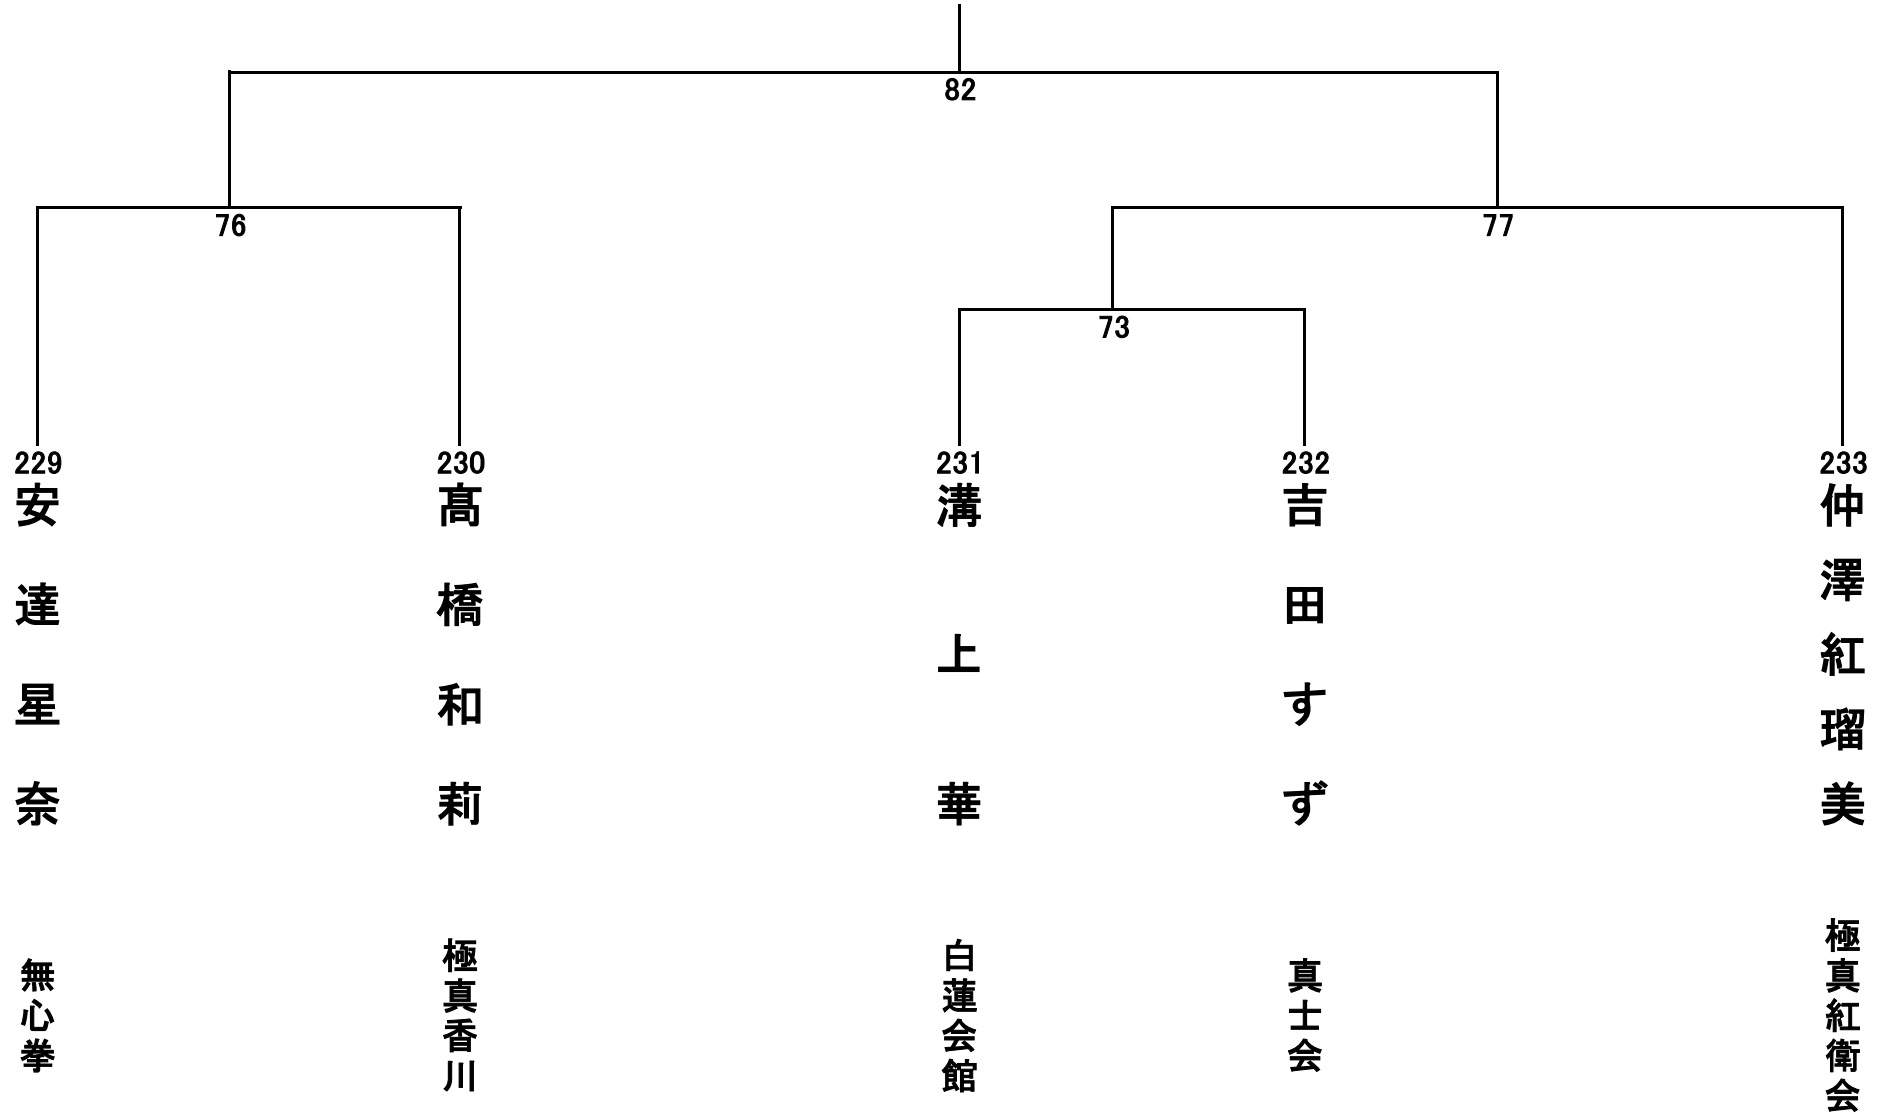 82
76
77
73
229
230
231
232
233
安達星奈
髙橋和莉
溝上華
吉田すず
仲澤紅瑠美
無心拳
極真香川
白蓮会館
真士会
極真紅衛会